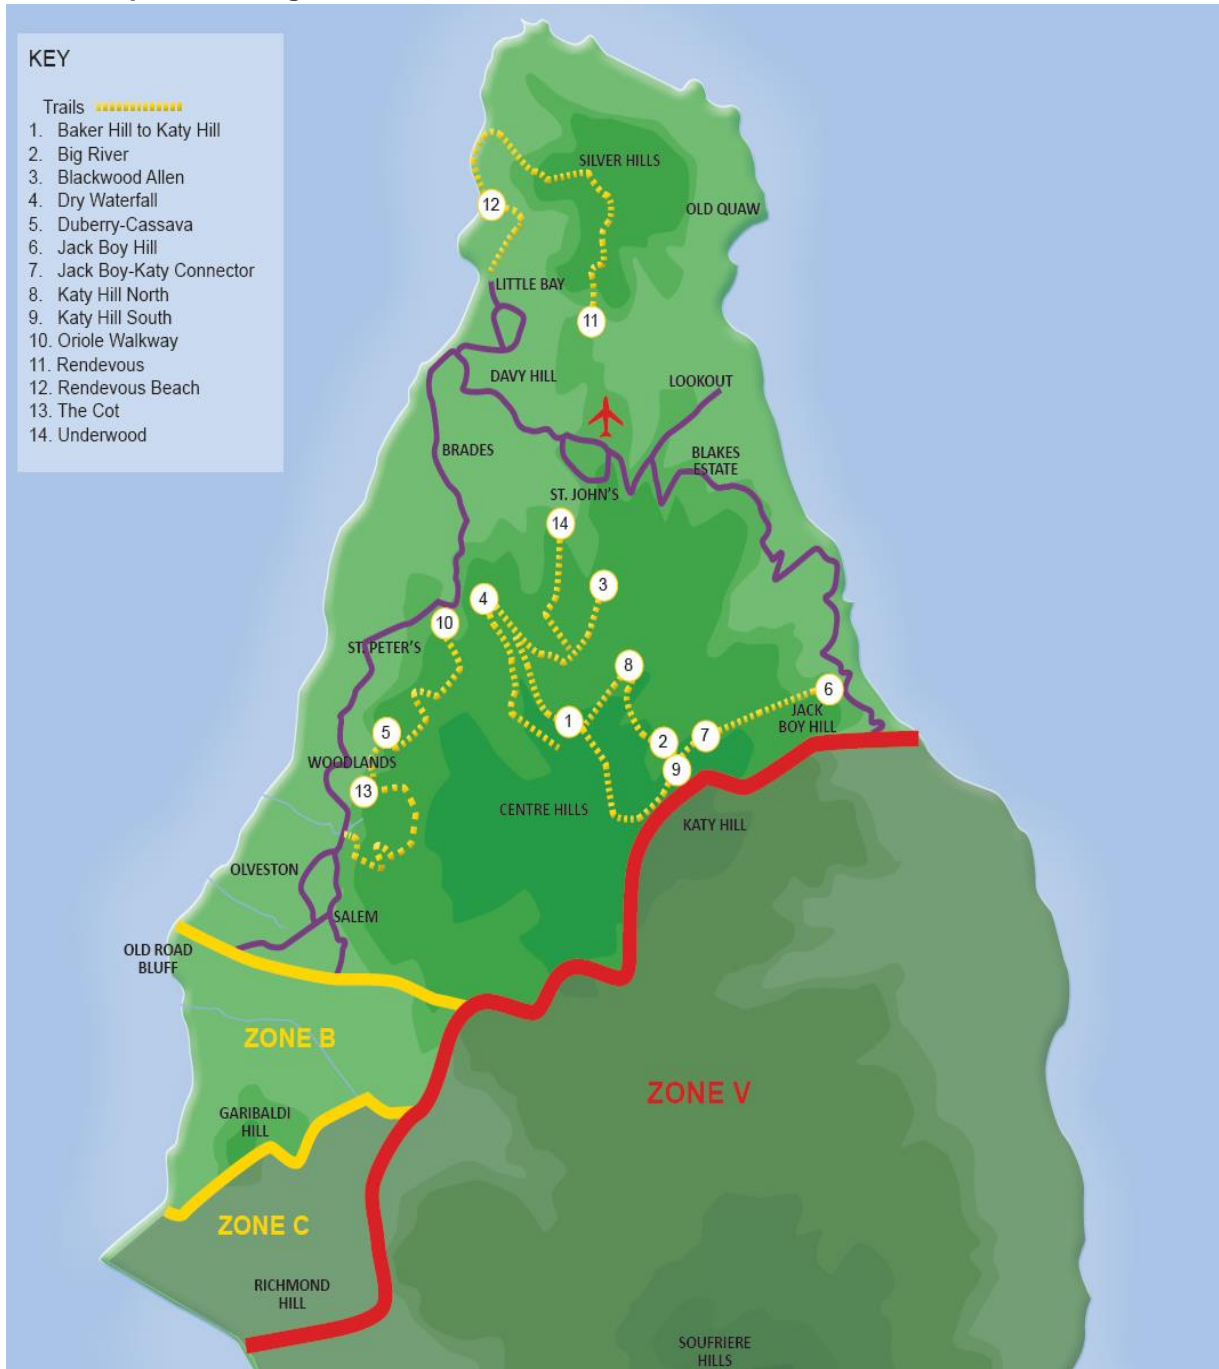 KEY
Trails
1. Baker Hill to Katy Hill
2. Big River
3. Blackwood Allen
4. Dry Waterfall
5. Duberry-Cassava
6. Jack Boy Hill
7. Jack Boy-Katy Connector
8. Katy Hill North
9. Katy Hill South
10. Oriole Walkway
11. Rendevous
12. Rendevous Beach
13. The Cot
14. Underwood
SILVER HILLS
12
OLD QUAW
LITTLE BAY
11
DAVY HILL
LOOKOUT
BRADES
BLAKES
ESTATE
ST. JOHN'S
14
3
4
10
ST. PETER'S
8
6
JACK
BOY HILL
1
5
2
7
WOODLANDS
9
13
CENTRE HILLS
KATY HILL
OLVESTON
SALEM
OLD ROAD
BLUFF
ZONE B
ZONE V
GARIBALDI
HILL
ZONE C
RICHMOND
HILL
SOUFRIERE
HILLS